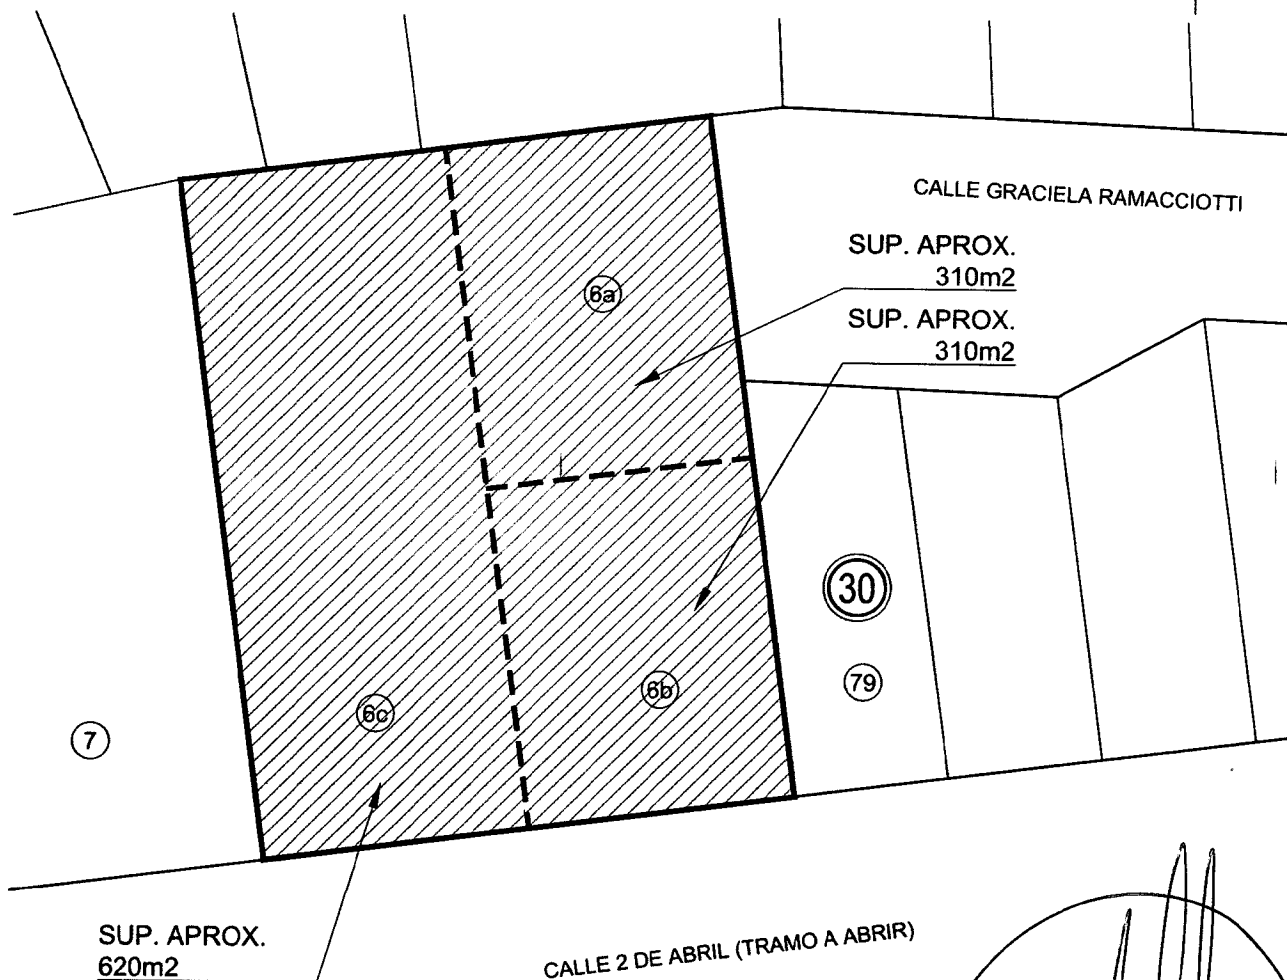 CALLE GRACIELA RAMACCIOTTI
SUP. APROX.
310m2
6a
SUP. APROX.
310m2
30
79
6b
6c
7
SUP. APROX.
620m2
CALLE 2 DE ABRIL (TRAMO A ABRIR)